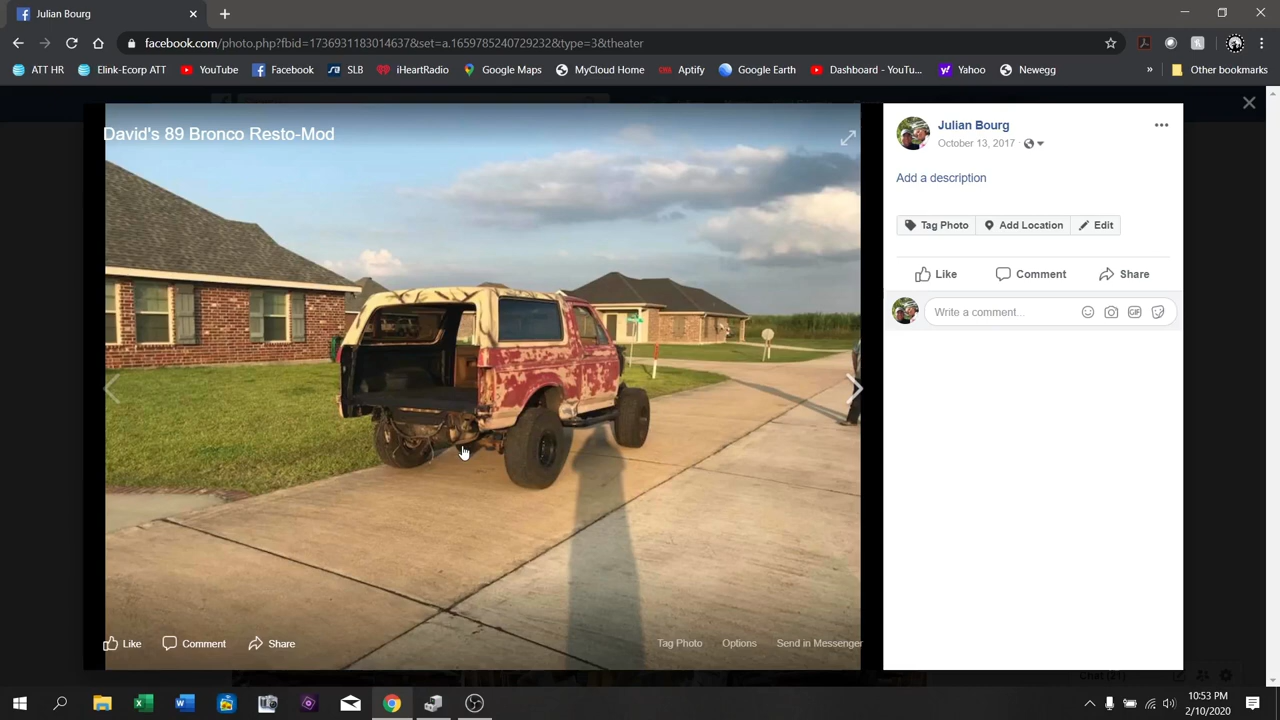 Julian Bourg
facebook.com/photo.php?fbid=1736931183014637&set=a.1659785240729232&type=3&theater
ATT HR
Elink-Ecorp ATT
YouTube
Facebook
SLB
iHeartRadio
Google Maps
MyCloud Home
Aptify
Google Earth
Dashboard - YouTu...
Yahoo
Newegg
»
Other bookmarks
David's 89 Bronco Resto-Mod
Julian Bourg
October 13, 2017 ·
Add a description
Tag Photo
Add Location
Edit
Like
Comment
Share
Write a comment...
GIF
Like
Comment
Share
Tag Photo
Options
Send in Messenger
Chat (21)
10:53 PM
2/10/2020